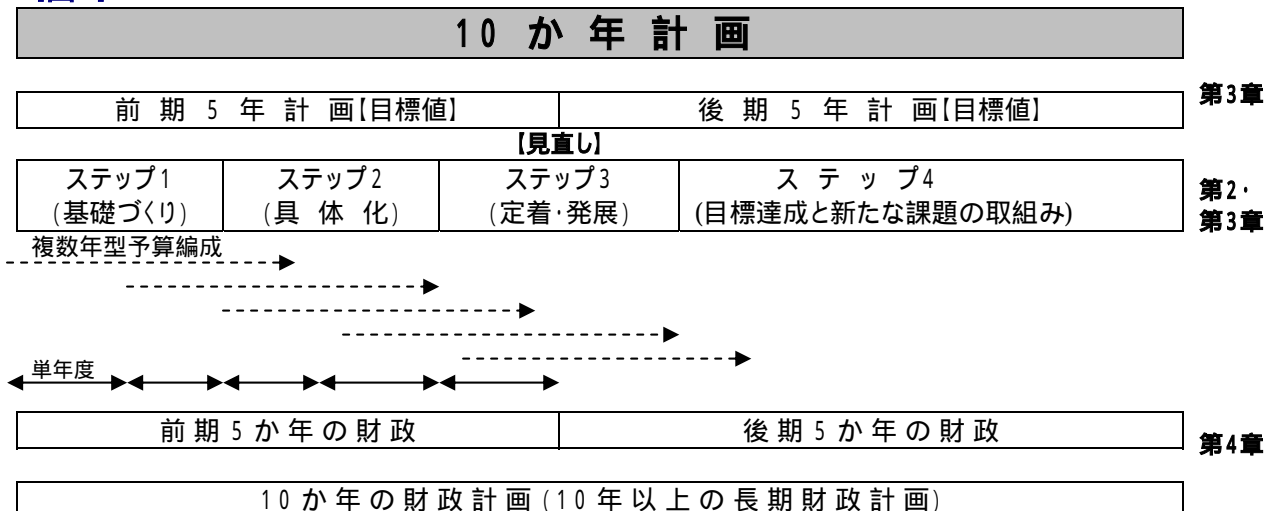 10か年計画
第3章
前期5年計画【目標値】 後期5年計画【目標値】
【見直し】
ステップ1 ステップ2 ステップ3 ステップ4
(基礎づくり) (具体化) (定着・発展) (目標達成と新たな課題の取組み)
第2・
第3章
複数年型予算編成
単年度
前期5か年の財政 後期5か年の財政
第4章
10か年の財政計画(10年以上の長期財政計画)